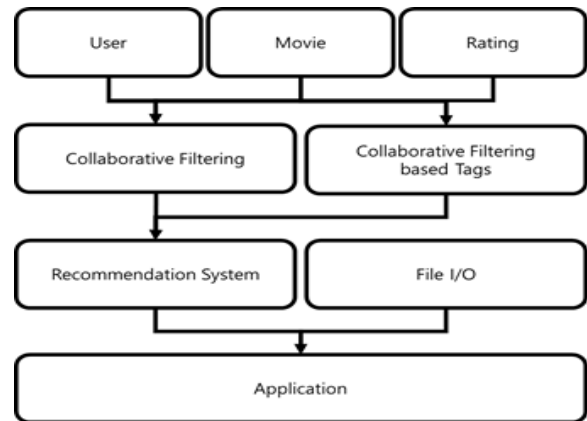 User
Movie
Rating
Collaborative Filtering
Collaborative Filtering
based Tags
Recommendation System
File I/O
Application